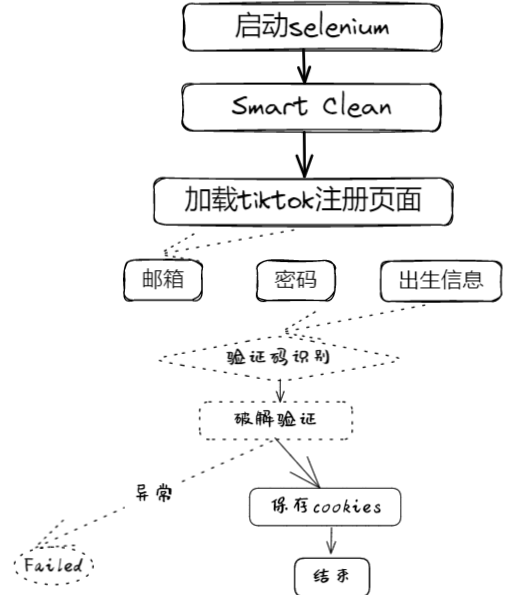 启动selenium
Smart Clean
加载tiktok注册页面
邮箱
密码
出生信息
验证码识别
破解验证
异常
保存cookies
Failed
结束